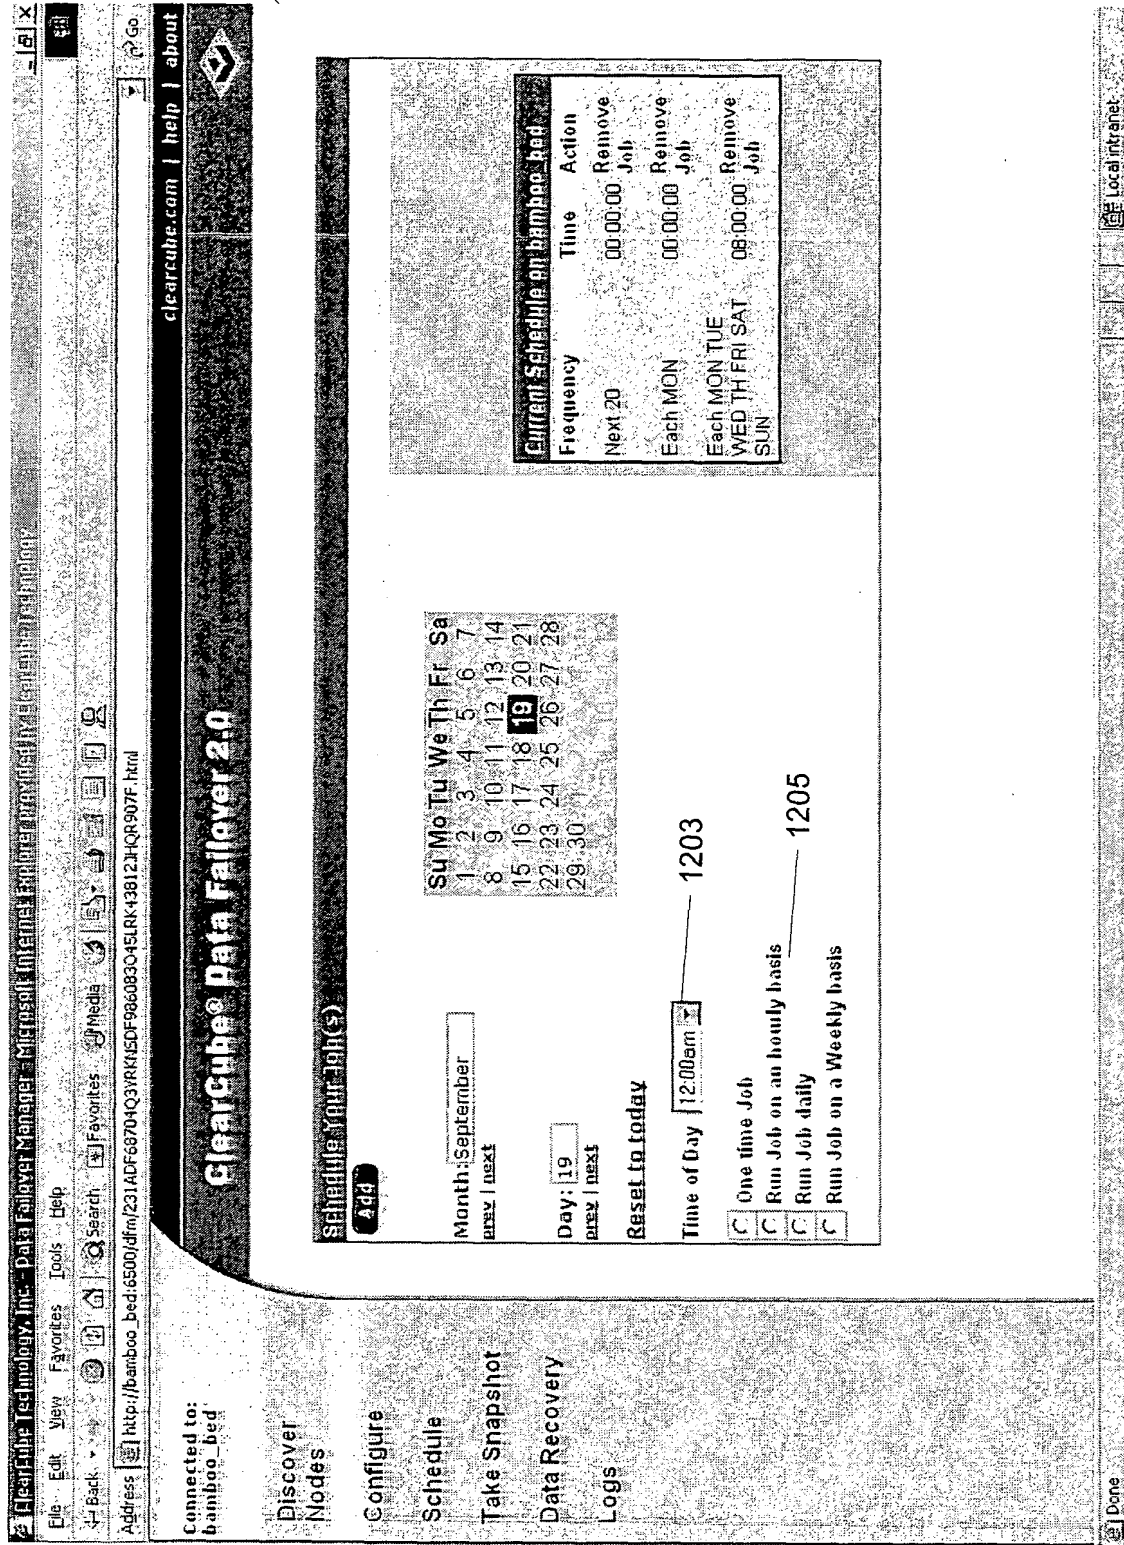 ClearCube Technology, Inc. - Data Failover Manager - Microsoft Internet Explorer provided by ClearCube Technology
File Edit View Favorites Tools Help
Back Search Favorites Media
Address http://bamboo_bed:6500/dfm/231ADF68704Q3VRKNSDF986083O45LRK43812JHQR907F.html Go
clearcube.com | help | about
Connected to:
bamboo_bed
ClearCube® Data Failover 2.0
Discover
Nodes
Configure
Schedule
Take Snapshot
Data Recovery
Logs
Schedule Your Job(s)
Add
Month: September
prev | next
Day: 19
prev | next
Reset to today
Su Mo Tu We Th Fr Sa
1 2 3 4 5 6 7
8 9 10 11 12 13 14
15 16 17 18 19 20 21
22 23 24 25 26 27 28
29 30
Time of Day 12:00am
1203
One time Job
Run Job on an hourly basis
Run Job daily
Run Job on a Weekly basis
1205
Current Schedule on bamboo_bed
Frequency Time Action
Next 20 00:00:00 Remove
Job
Each MON 00:00:00 Remove
Job
Each MON TUE
WED TH FRI SAT 08:00:00 Remove
SUN Job
Done Local intranet